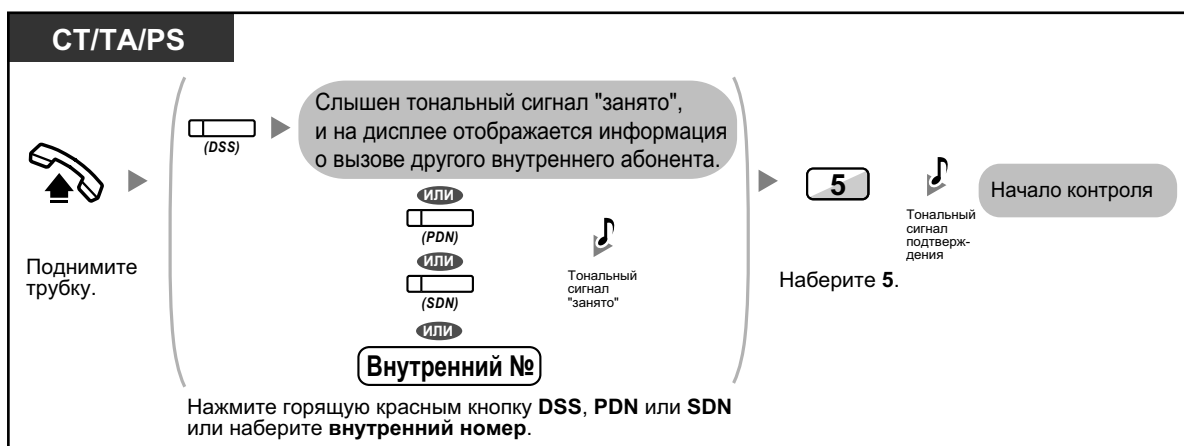 CT/TA/PS
Поднимите
трубку.
(DSS)
Слышен тональный сигнал "занято",
и на дисплее отображается информация
о вызове другого внутреннего абонента.
или
(PDN)
или
(SDN)
или
Внутренний №
Тональный
сигнал
"занято"
Нажмите горящую красным кнопку DSS, PDN или SDN
или наберите внутренний номер.
5
Наберите 5.
Тональный
сигнал
подтверж-
дения
Начало контроля